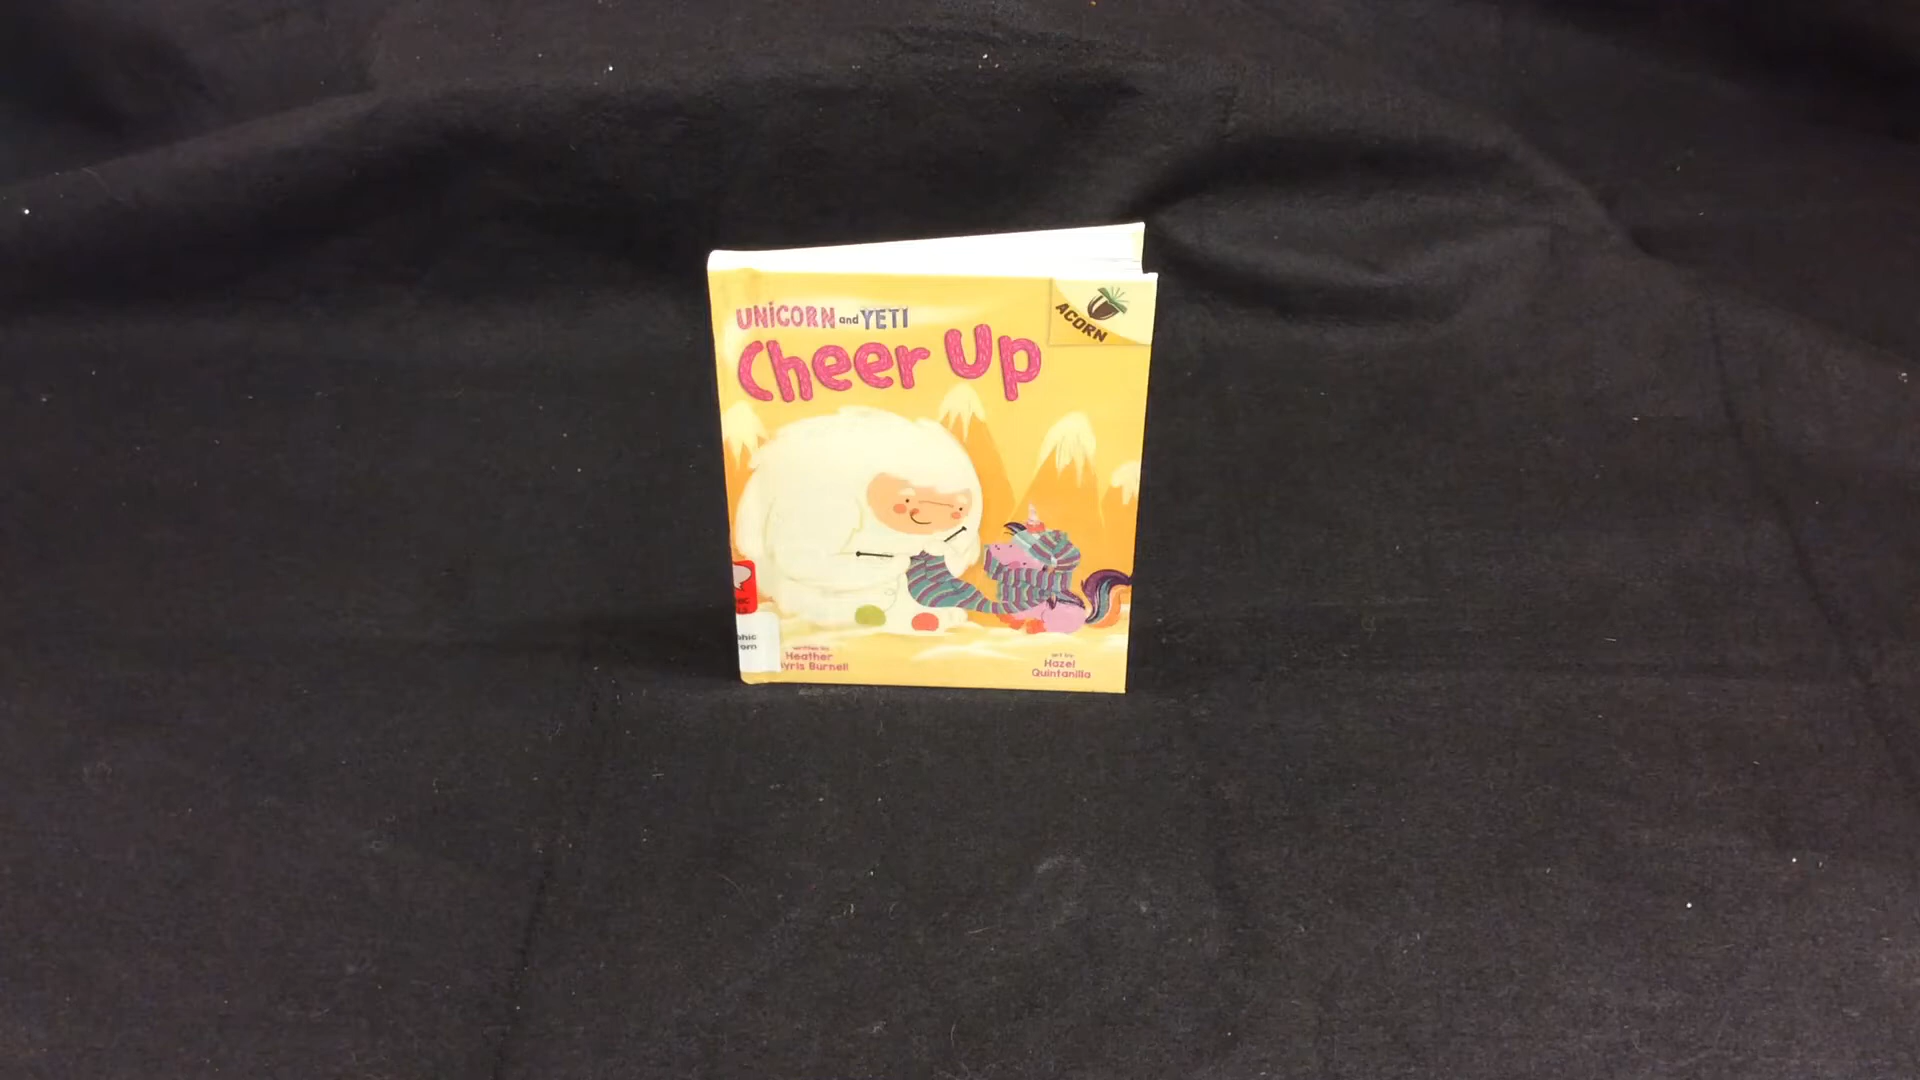 UNICORN and YETI
Cheer Up
ACORN
written by
Heather
Burnell
art by
Hazel
Quintanilla